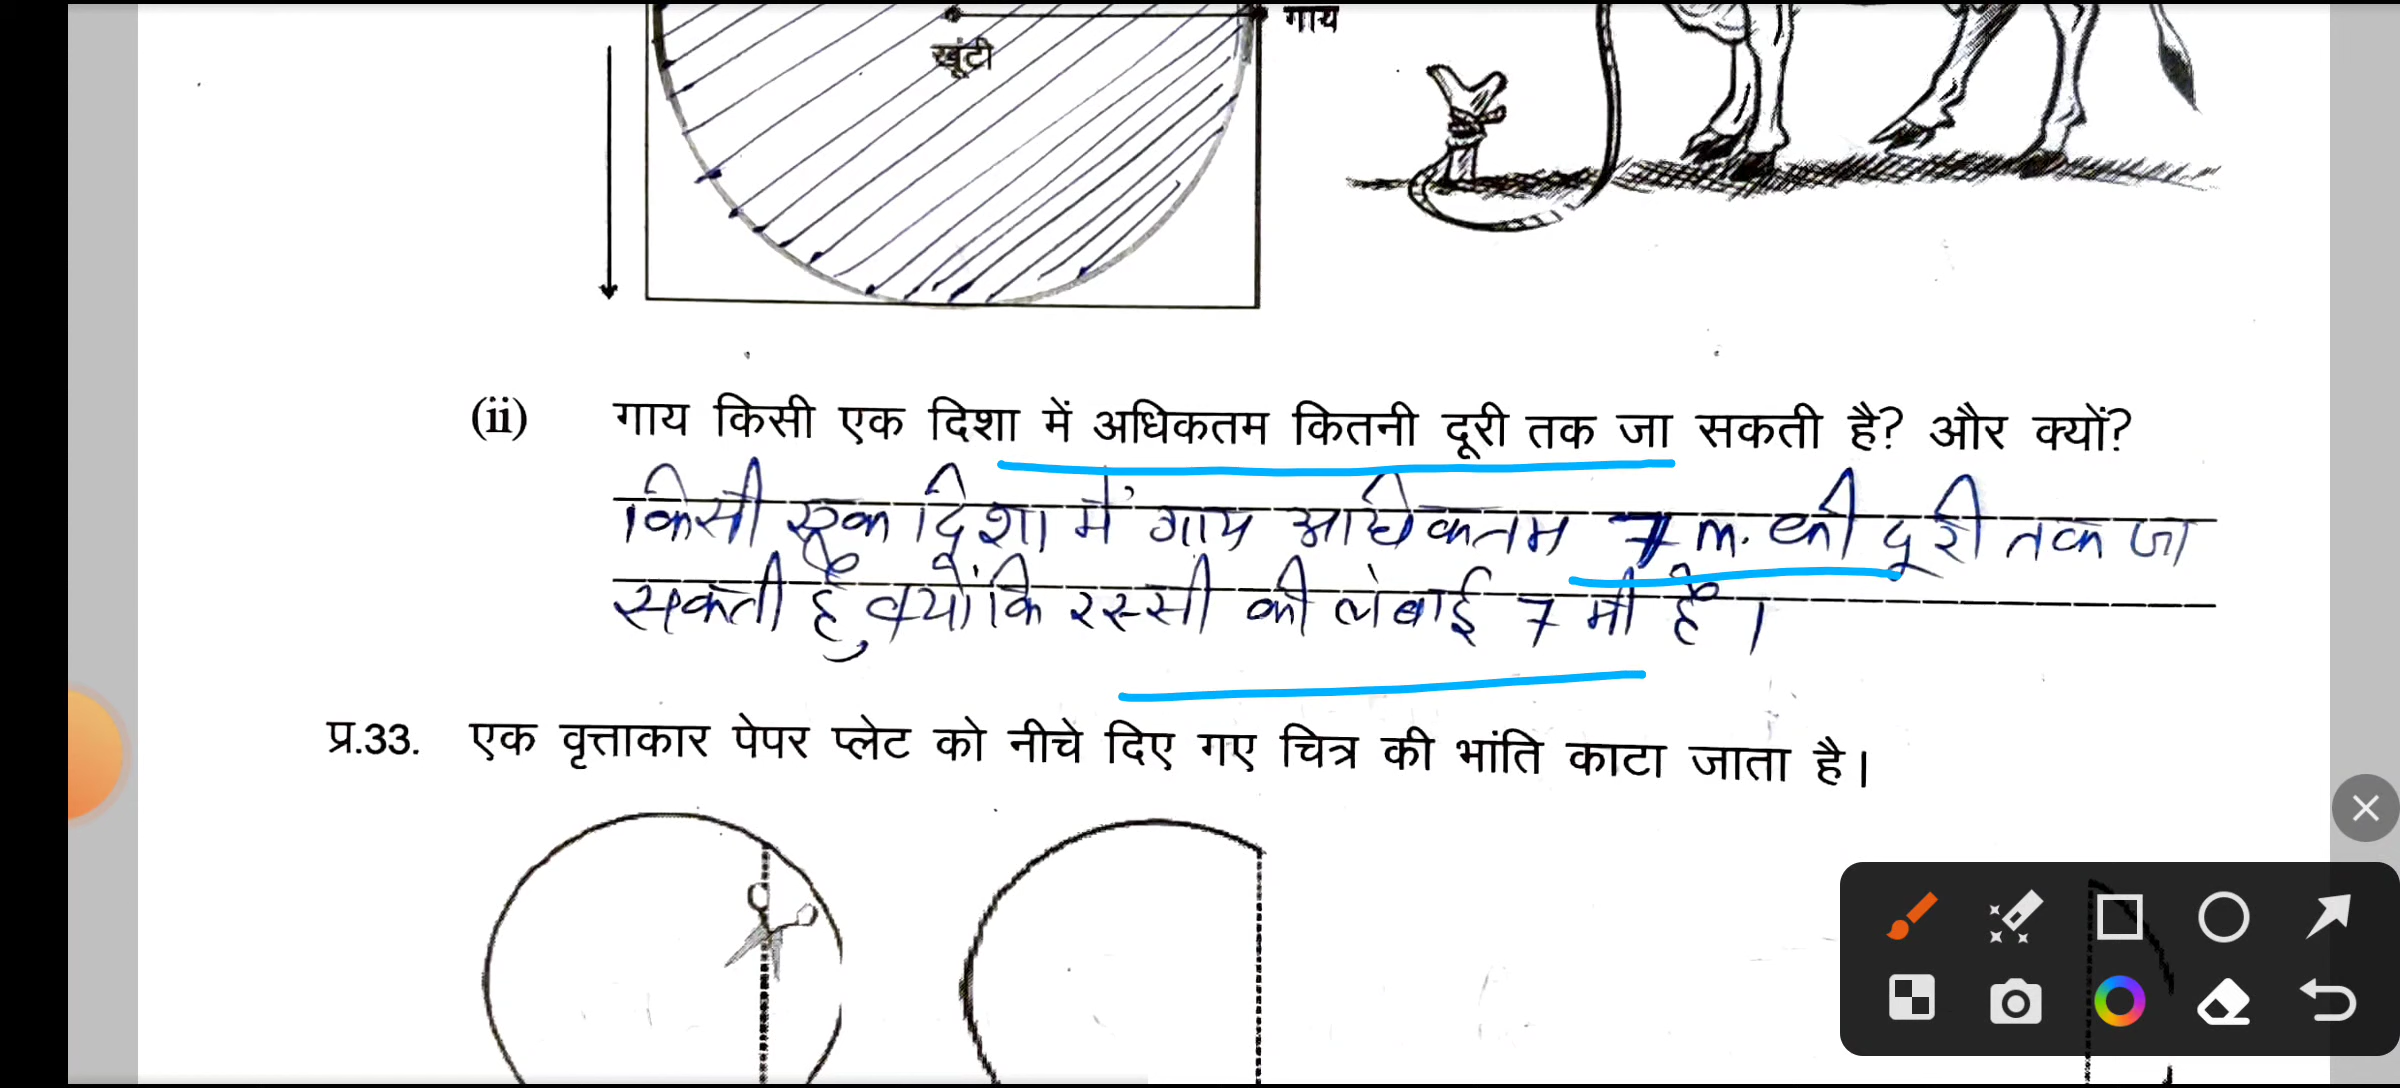 गाय
खूंटी
(ii) गाय किसी एक दिशा में अधिकतम कितनी दूरी तक जा सकती है? और क्यों?
किसी एक दिशा में गाय अधिकतम 7 m. की दूरी तक जा
सकती है, क्योंकि रस्सी की लंबाई 7 मी है।
प्र.33. एक वृत्ताकार पेपर प्लेट को नीचे दिए गए चित्र की भांति काटा जाता है।